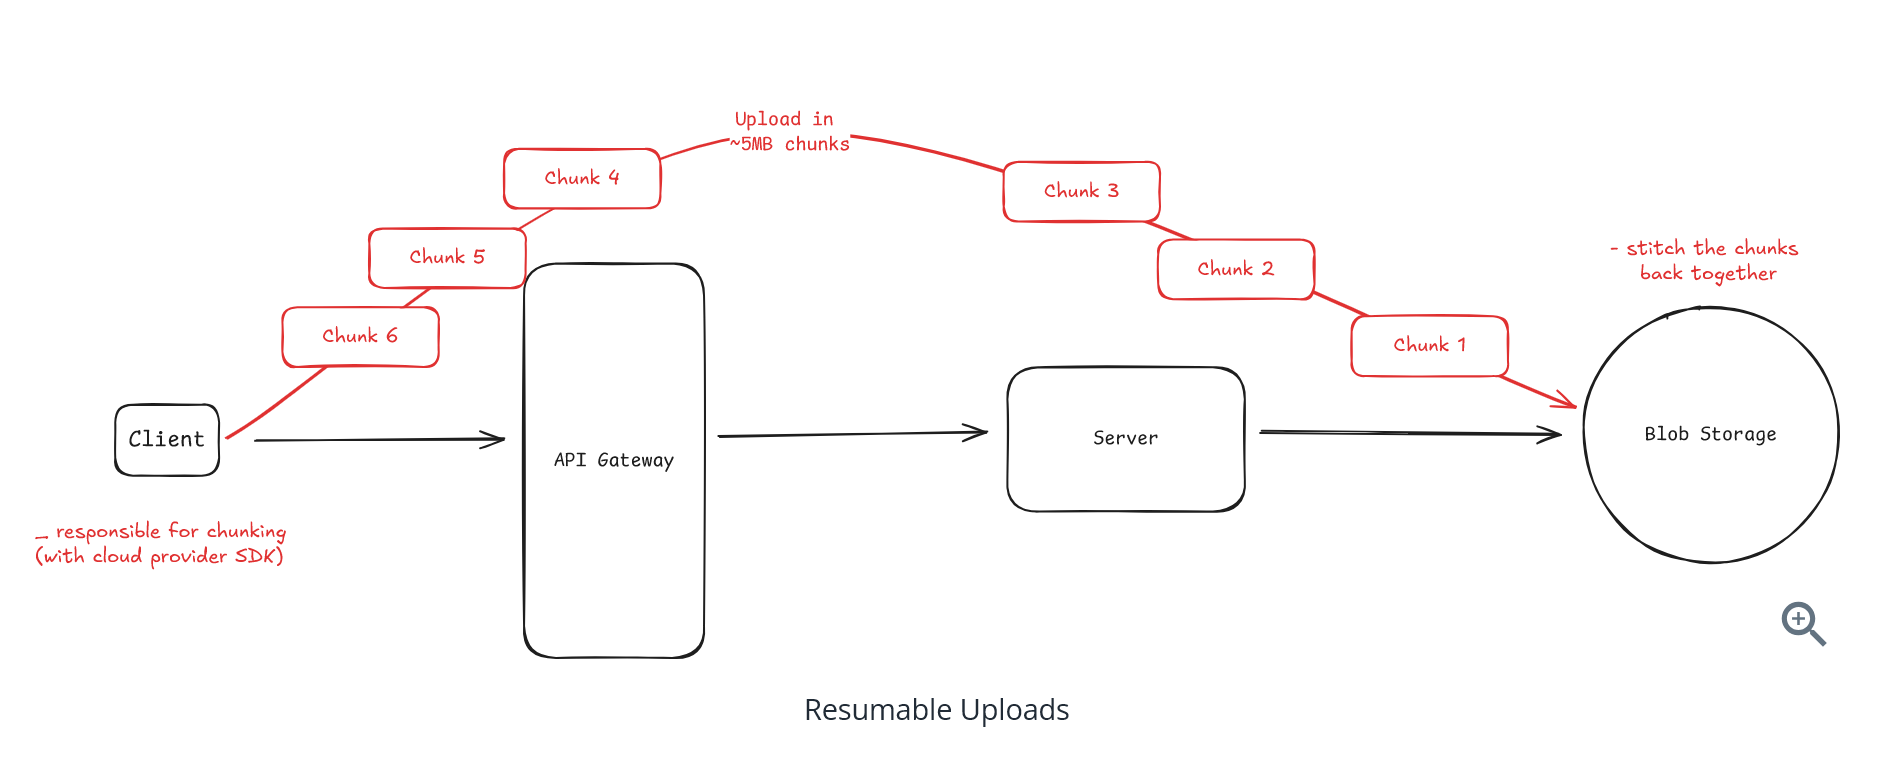 Upload in
~5MB chunks
Chunk 4
Chunk 3
Chunk 5
Chunk 2
- stitch the chunks
back together
Chunk 6
Chunk 1
Client
API Gateway
Server
Blob Storage
_ responsible for chunking
(with cloud provider SDK)
Resumable Uploads